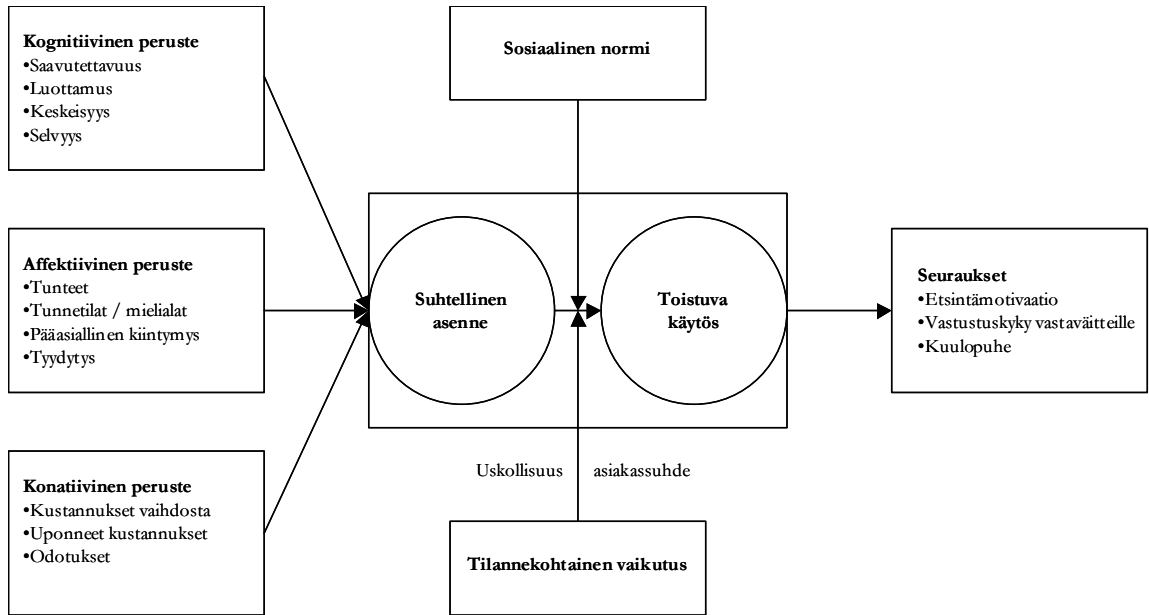 Kognitiivinen peruste
•Saavutettavuus
•Luottamus
•Keskeisyys
•Selvyys
Sosiaalinen normi
Affektiivinen peruste
•Tunteet
•Tunnetilat / mielialat
•Pääasiallinen kiintymys
•Tyydytys
Suhtellinen
asenne
Toistuva
käytös
Seuraukset
•Etsintämotivaatio
•Vastustuskyky vastaväitteille
•Kuulopuhe
Konatiivinen peruste
•Kustannukset vaihdosta
•Uponneet kustannukset
•Odotukset
Uskollisuus asiakassuhde
Tilannekohtainen vaikutus